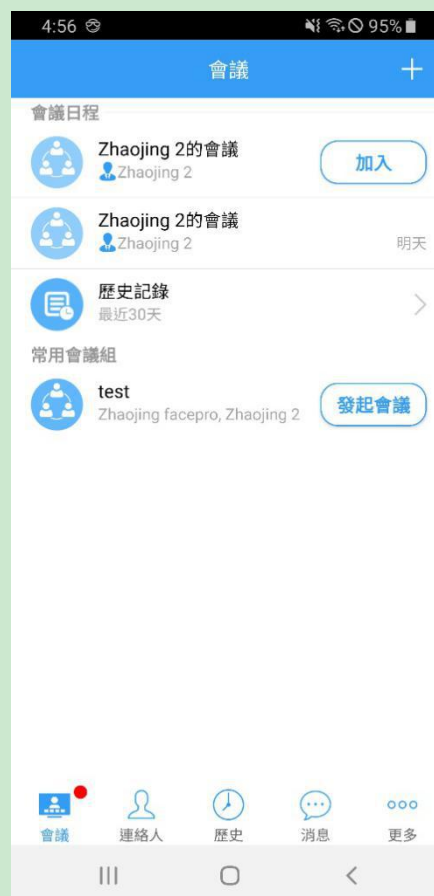 4:56 95%
會議
會議日程
Zhaojing 2的會議
Zhaojing 2
加入
Zhaojing 2的會議
Zhaojing 2
明天
歷史記錄
最近30天
常用會議組
test
Zhaojing facepro, Zhaojing 2
發起會議
會議 連絡人 歷史 消息 更多